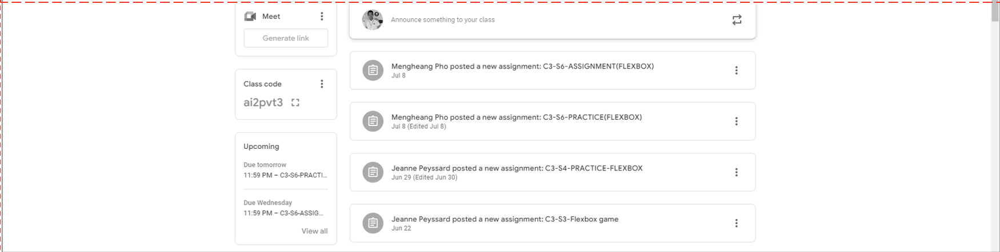 Meet
Generate link
Class code
ai2pvt3
Upcoming
Due tomorrow
11:59 PM – C3-S6-PRACTI...
Due Wednesday
11:59 PM – C3-S6-ASSIG...
View all
Announce something to your class
Mengheang Pho posted a new assignment: C3-S6-ASSIGNMENT(FLEXBOX)
Jul 8
Mengheang Pho posted a new assignment: C3-S6-PRACTICE(FLEXBOX)
Jul 8 (Edited Jul 8)
Jeanne Peyssard posted a new assignment: C3-S4-PRACTICE-FLEXBOX
Jun 29 (Edited Jun 30)
Jeanne Peyssard posted a new assignment: C3-S3-Flexbox game
Jun 22